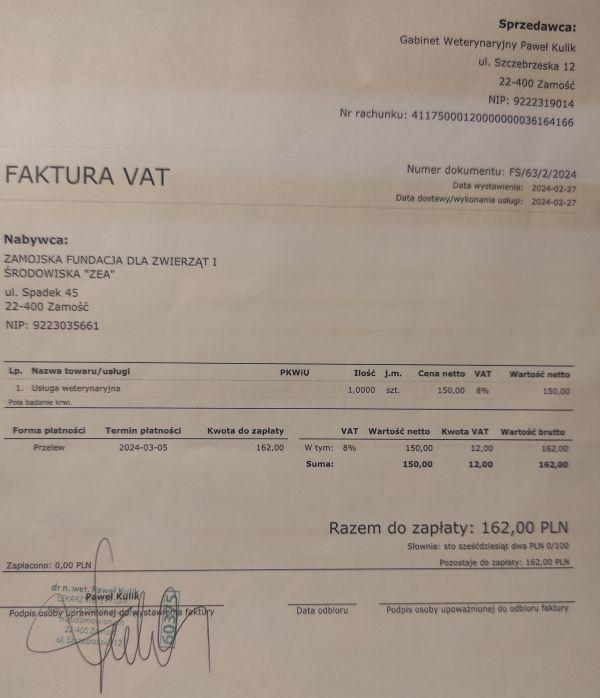 Sprzedawca:
Gabinet Weterynaryjny Paweł Kulik
ul. Szczebrzeska 12
22-400 Zamość
NIP: 9222319014
Nr rachunku: 41175000120000000036164166
FAKTURA VAT
Numer dokumentu: FS/63/2/2024
Data wystawienia: 2024-02-27
Data dostawy/wykonania usługi: 2024-02-27
Nabywca:
ZAMOJSKA FUNDACJA DLA ZWIERZĄT I
ŚRODOWISKA "ZEA"
ul. Spadek 45
22-400 Zamość
NIP: 9223035661
Lp. Nazwa towaru/usługi PKWiU Ilość j.m. Cena netto VAT Wartość netto
1. Usługa weterynaryjna 1,0000 szt. 150,00 8% 150,00
Pola badanie krwi.
Forma płatności Termin płatności Kwota do zapłaty VAT Wartość netto Kwota VAT Wartość brutto
Przelew 2024-03-05 162,00 W tym: 8% 150,00 12,00 162,00
Suma: 150,00 12,00 162,00
Razem do zapłaty: 162,00 PLN
Słownie: sto sześćdziesiąt dwa PLN 0/100
Zapłacono: 0,00 PLN Pozostaje do zapłaty: 162,00 PLN
dr n. wet. Paweł Kulik
Paweł Kulik
Podpis osoby uprawnionej do wystawienia faktury Data odbioru Podpis osoby upoważnionej do odbioru faktury
22-400